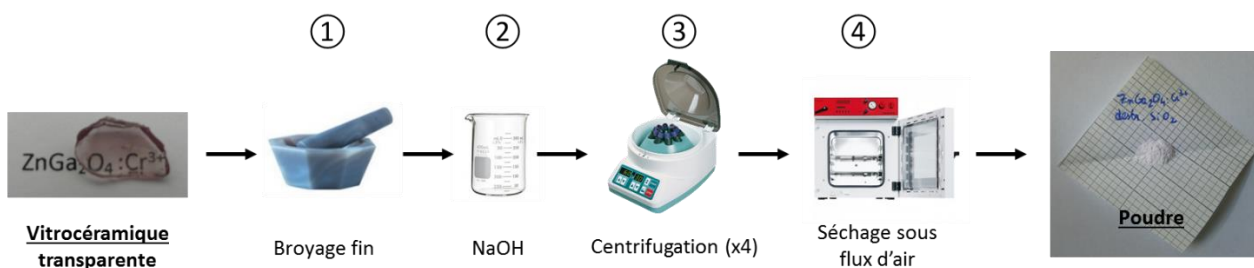 ①
②
③
④
ZnGa₂O₄:Cr³⁺
ZnGa₂O₄:Cr³⁺
SiO₂
Vitrocéramique
transparente
Broyage fin
NaOH
Centrifugation (x4)
Séchage sous
flux d'air
Poudre